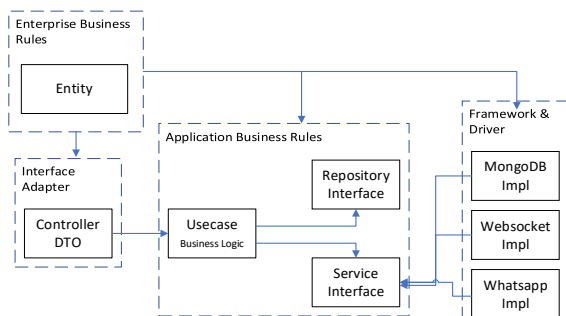 Enterprise Business
Rules
Entity
Interface
Adapter
Controller
DTO
Application Business Rules
Usecase
Business Logic
Repository
Interface
Service
Interface
Framework &
Driver
MongoDB
Impl
Websocket
Impl
Whatsapp
Impl